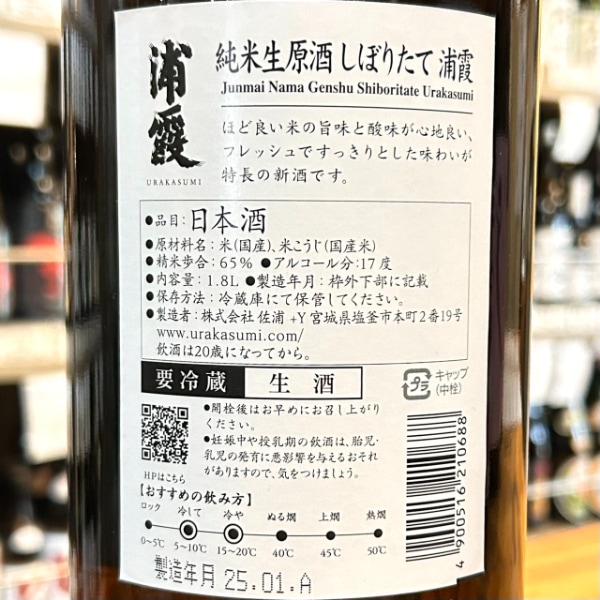 浦霞
URAKASUMI
純米生原酒 しぼりたて 浦霞
Junmai Nama Genshu Shiboritate Urakasumi
ほど良い米の旨味と酸味が心地良い、
フレッシュですっきりとした味わいが
特長の新酒です。
●品目：日本酒
●原材料名：米(国産)、米こうじ(国産米)
●精米歩合：65% ●アルコール分：17度
●内容量：1.8L ●製造年月：枠外下部に記載
●保存方法：冷蔵庫にて保管してください。
●製造者：株式会社 佐浦 +Y 宮城県塩釜市本町2番19号
www.urakasumi.com/
飲酒は20歳になってから。
要冷蔵 生酒
プラ
キャップ
(中栓)
●開栓後はお早めにお召し上がり
ください。
●妊娠中や授乳期の飲酒は、胎児・
乳児の発育に悪影響を与えるおそれ
がありますので、気をつけましょう。
HPはこちら
【おすすめの飲み方】
ロック 冷して 冷や ぬる燗 上燗 熱燗
0~5℃ 5~10℃ 15~20℃ 40℃ 45℃ 50℃
製造年月 25.01.A
4 900516 210688